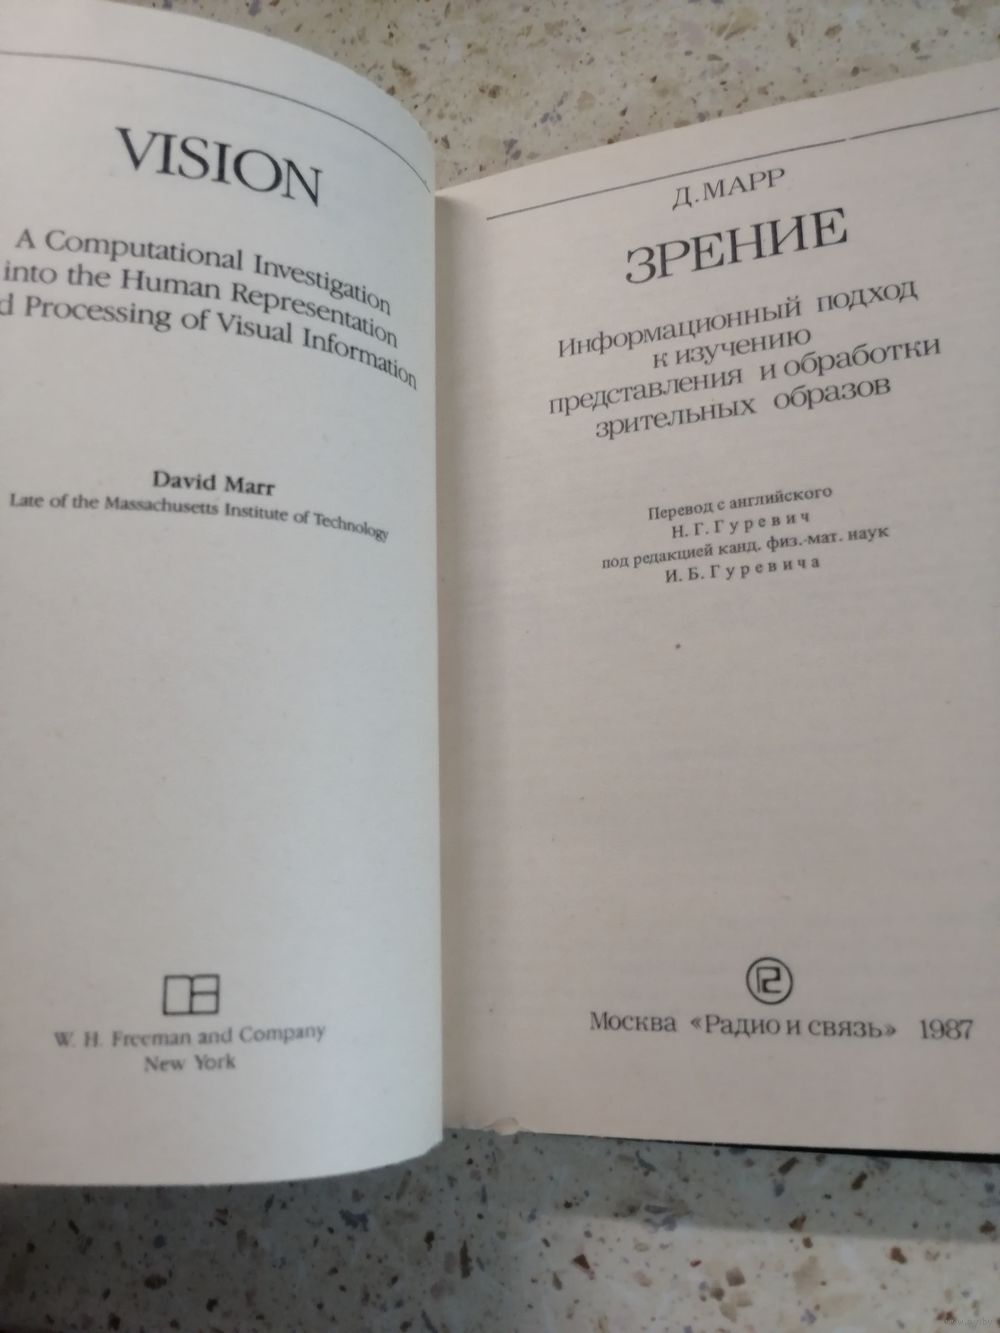 VISION
A Computational Investigation
into the Human Representation
Processing of Visual Information
David Marr
Late of the Massachusetts Institute of Technology
W. H. Freeman and Company
New York
Д. МАРР
ЗРЕНИЕ
Информационный подход
к изучению
представления и обработки
зрительных образов
Перевод с английского
Н. Г. Гуревич
под редакцией канд. физ.-мат. наук
И. Б. Гуревича
Москва «Радио и связь» 1987